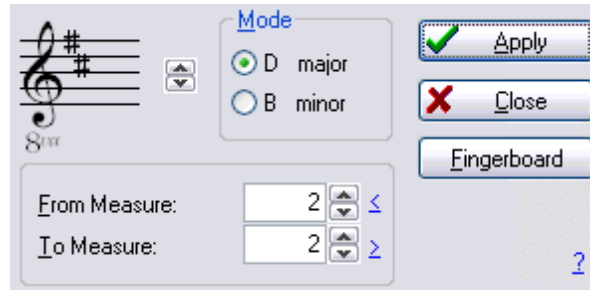 Mode
D major
B minor
Apply
Close
Fingerboard
8va
From Measure: 2 <
To Measure: 2 >
?